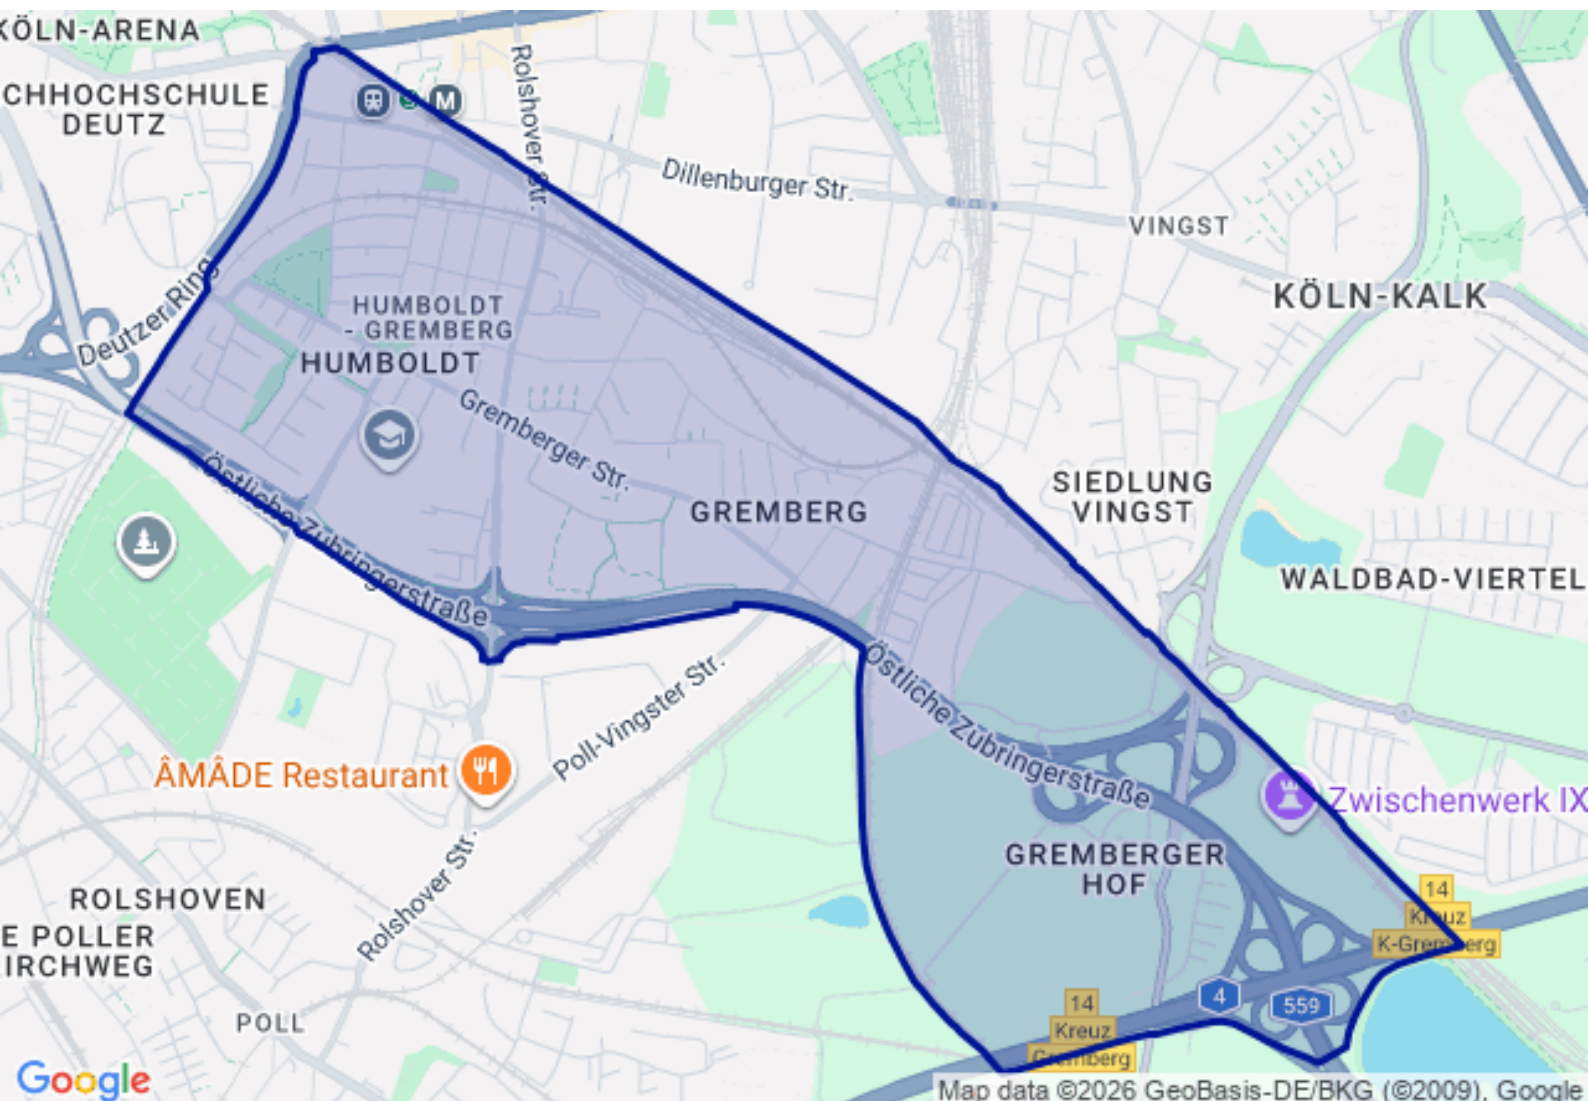 KÖLN-ARENA
CHHOCHSCHULE
DEUTZ
Rolshover Str.
M
Dillenburger Str.
VINGST
KÖLN-KALK
Deutzer Ring
HUMBOLDT
- GREMBERG
HUMBOLDT
Gremberger Str.
GREMBERG
SIEDLUNG
VINGST
Östliche Zubringerstraße
WALDBAD-VIERTEL
Poll-Vingster Str.
Östliche Zubringerstraße
ÂMÂDE Restaurant
Zwischenwerk IX
GREMBERGER
HOF
Rolshover Str.
ROLSHOVEN
E POLLER
IRCHWEG
14
Kreuz
K-Gremberg
4
559
14
Kreuz
Gremberg
POLL
Google
Map data ©2026 GeoBasis-DE/BKG (©2009), Google